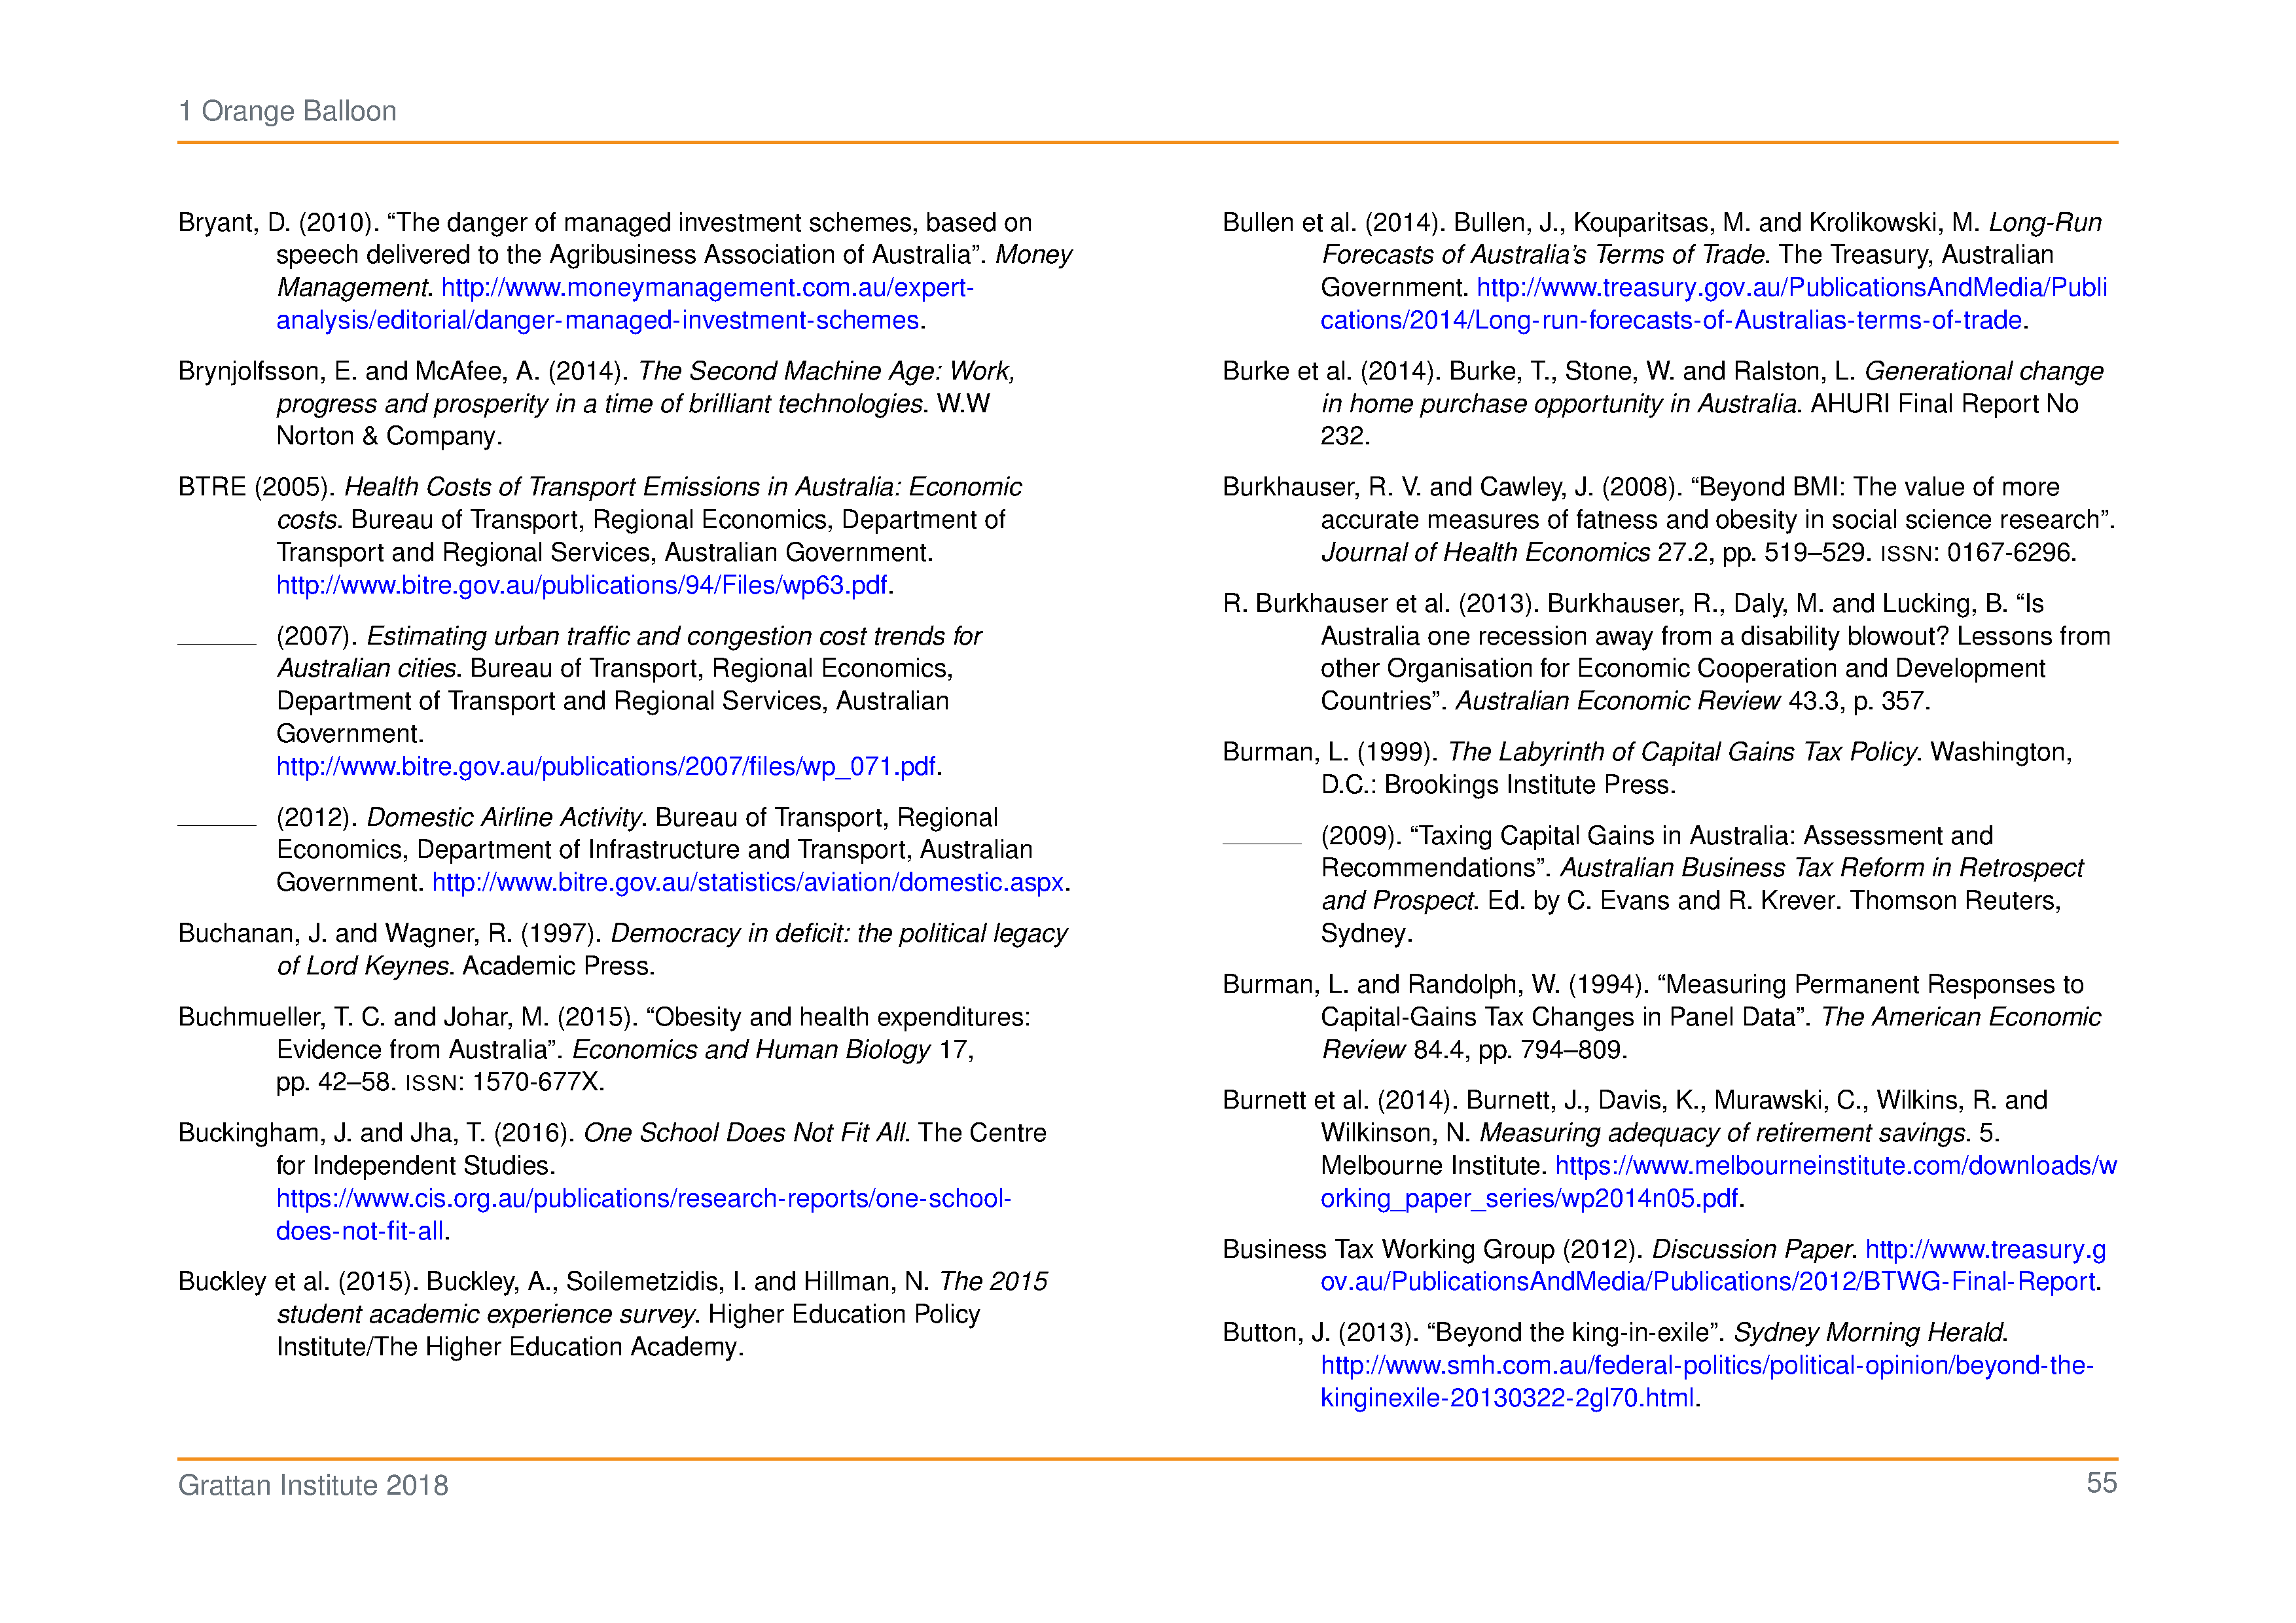 1 Orange Balloon
Bryant, D. (2010). “The danger of managed investment schemes, based on
speech delivered to the Agribusiness Association of Australia”. Money
Management. http://www.moneymanagement.com.au/expert-
analysis/editorial/danger-managed-investment-schemes.
Brynjolfsson, E. and McAfee, A. (2014). The Second Machine Age: Work,
progress and prosperity in a time of brilliant technologies. W.W
Norton & Company.
BTRE (2005). Health Costs of Transport Emissions in Australia: Economic
costs. Bureau of Transport, Regional Economics, Department of
Transport and Regional Services, Australian Government.
http://www.bitre.gov.au/publications/94/Files/wp63.pdf.
(2007). Estimating urban traffic and congestion cost trends for
Australian cities. Bureau of Transport, Regional Economics,
Department of Transport and Regional Services, Australian
Government.
http://www.bitre.gov.au/publications/2007/files/wp_071.pdf.
(2012). Domestic Airline Activity. Bureau of Transport, Regional
Economics, Department of Infrastructure and Transport, Australian
Government. http://www.bitre.gov.au/statistics/aviation/domestic.aspx.
Buchanan, J. and Wagner, R. (1997). Democracy in deficit: the political legacy
of Lord Keynes. Academic Press.
Buchmueller, T. C. and Johar, M. (2015). “Obesity and health expenditures:
Evidence from Australia”. Economics and Human Biology 17,
pp. 42–58. ISSN: 1570-677X.
Buckingham, J. and Jha, T. (2016). One School Does Not Fit All. The Centre
for Independent Studies.
https://www.cis.org.au/publications/research-reports/one-school-
does-not-fit-all.
Buckley et al. (2015). Buckley, A., Soilemetzidis, I. and Hillman, N. The 2015
student academic experience survey. Higher Education Policy
Institute/The Higher Education Academy.
Bullen et al. (2014). Bullen, J., Kouparitsas, M. and Krolikowski, M. Long-Run
Forecasts of Australia’s Terms of Trade. The Treasury, Australian
Government. http://www.treasury.gov.au/PublicationsAndMedia/Publi
cations/2014/Long-run-forecasts-of-Australias-terms-of-trade.
Burke et al. (2014). Burke, T., Stone, W. and Ralston, L. Generational change
in home purchase opportunity in Australia. AHURI Final Report No
232.
Burkhauser, R. V. and Cawley, J. (2008). “Beyond BMI: The value of more
accurate measures of fatness and obesity in social science research”.
Journal of Health Economics 27.2, pp. 519–529. ISSN: 0167-6296.
R. Burkhauser et al. (2013). Burkhauser, R., Daly, M. and Lucking, B. “Is
Australia one recession away from a disability blowout? Lessons from
other Organisation for Economic Cooperation and Development
Countries”. Australian Economic Review 43.3, p. 357.
Burman, L. (1999). The Labyrinth of Capital Gains Tax Policy. Washington,
D.C.: Brookings Institute Press.
(2009). “Taxing Capital Gains in Australia: Assessment and
Recommendations”. Australian Business Tax Reform in Retrospect
and Prospect. Ed. by C. Evans and R. Krever. Thomson Reuters,
Sydney.
Burman, L. and Randolph, W. (1994). “Measuring Permanent Responses to
Capital-Gains Tax Changes in Panel Data”. The American Economic
Review 84.4, pp. 794–809.
Burnett et al. (2014). Burnett, J., Davis, K., Murawski, C., Wilkins, R. and
Wilkinson, N. Measuring adequacy of retirement savings. 5.
Melbourne Institute. https://www.melbourneinstitute.com/downloads/w
orking_paper_series/wp2014n05.pdf.
Business Tax Working Group (2012). Discussion Paper. http://www.treasury.g
ov.au/PublicationsAndMedia/Publications/2012/BTWG-Final-Report.
Button, J. (2013). “Beyond the king-in-exile”. Sydney Morning Herald.
http://www.smh.com.au/federal-politics/political-opinion/beyond-the-
kinginexile-20130322-2gl70.html.
Grattan Institute 2018
55